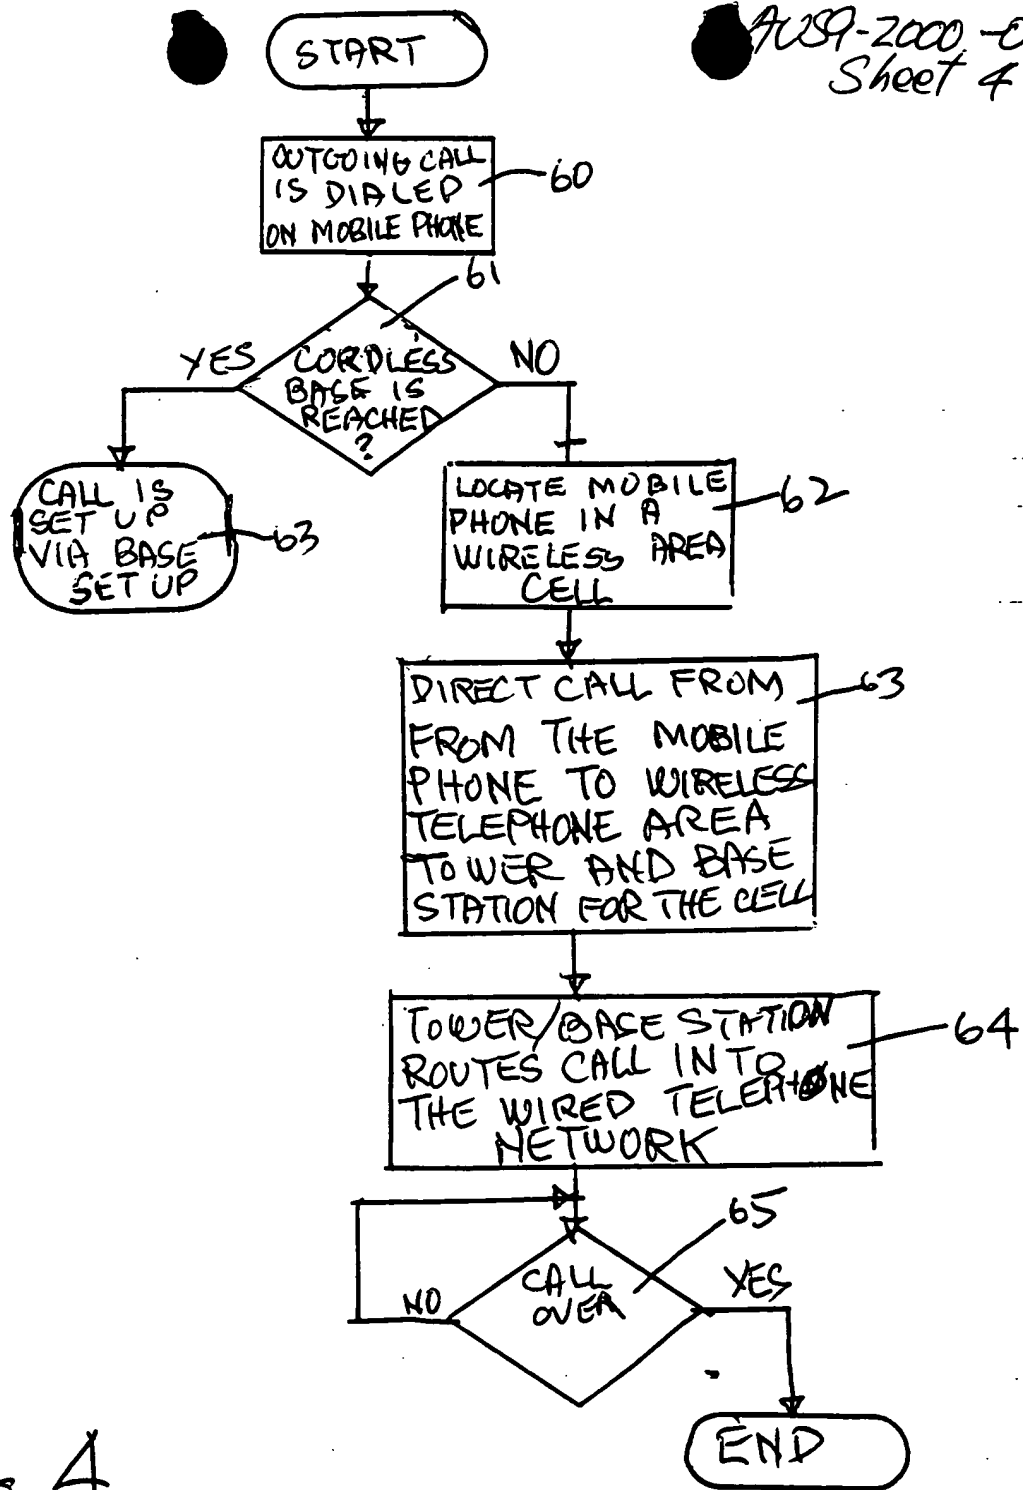 START
AUS9-2000-0
Sheet 4
OUTGOING CALL
IS DIALED
ON MOBILE PHONE
60
61
YES
CORDLESS
BASE IS
REACHED
?
NO
CALL IS
SET UP
VIA BASE
SET UP
63
LOCATE MOBILE
PHONE IN A
WIRELESS AREA
CELL
62
DIRECT CALL FROM
FROM THE MOBILE
PHONE TO WIRELESS
TELEPHONE AREA
TOWER AND BASE
STATION FOR THE CELL
63
TOWER/BASE STATION
ROUTES CALL INTO
THE WIRED TELEPHONE
NETWORK
64
65
CALL
OVER
NO
YES
END
4